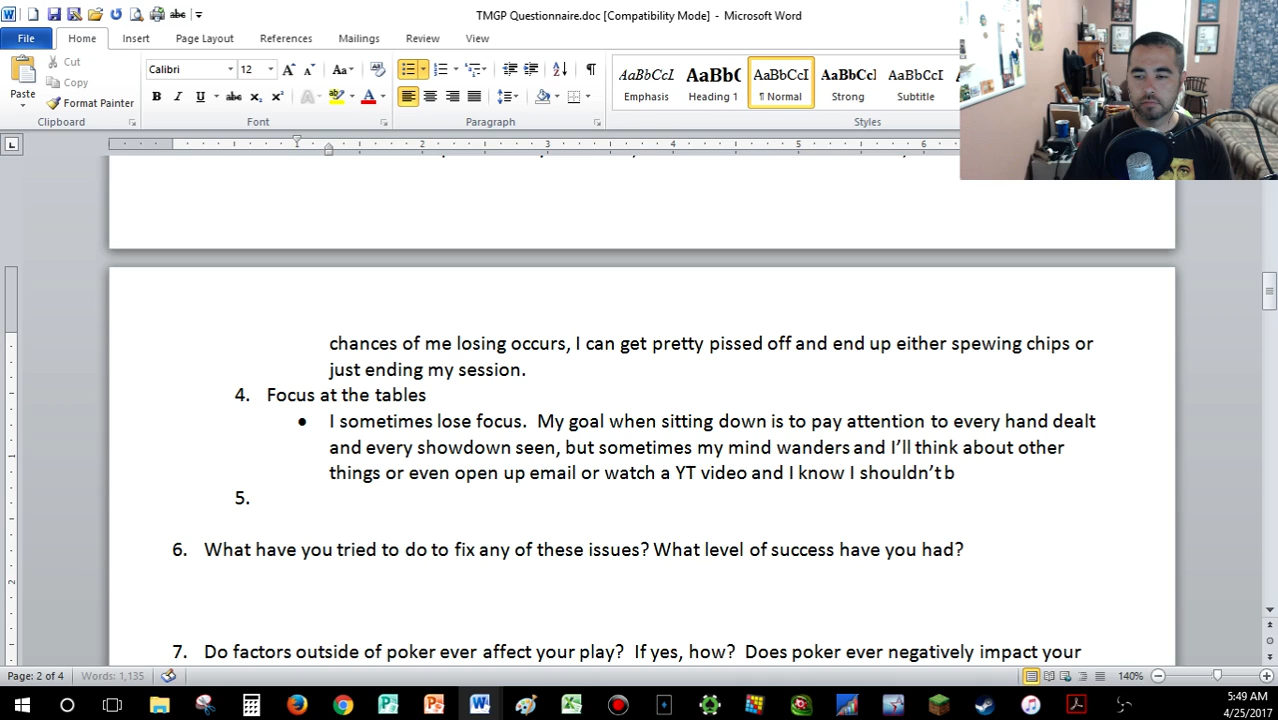 TMGP Questionnaire.doc [Compatibility Mode] - Microsoft Word
File Home Insert Page Layout References Mailings Review View
Cut
Copy
Format Painter
Paste
Clipboard
Calibri 12
Font
Paragraph
AaBbCcI AaBbC AaBbCcI AaBbCcI AaBbCcI
Emphasis Heading 1 ¶ Normal Strong Subtitle
Styles
1 2 3 4 5 6
chances of me losing occurs, I can get pretty pissed off and end up either spewing chips or
just ending my session.
4. Focus at the tables
• I sometimes lose focus. My goal when sitting down is to pay attention to every hand dealt
and every showdown seen, but sometimes my mind wanders and I’ll think about other
things or even open up email or watch a YT video and I know I shouldn’t b
5.
6. What have you tried to do to fix any of these issues? What level of success have you had?
7. Do factors outside of poker ever affect your play? If yes, how? Does poker ever negatively impact your
Page: 2 of 4 Words: 1,135 140%
5:49 AM
4/25/2017